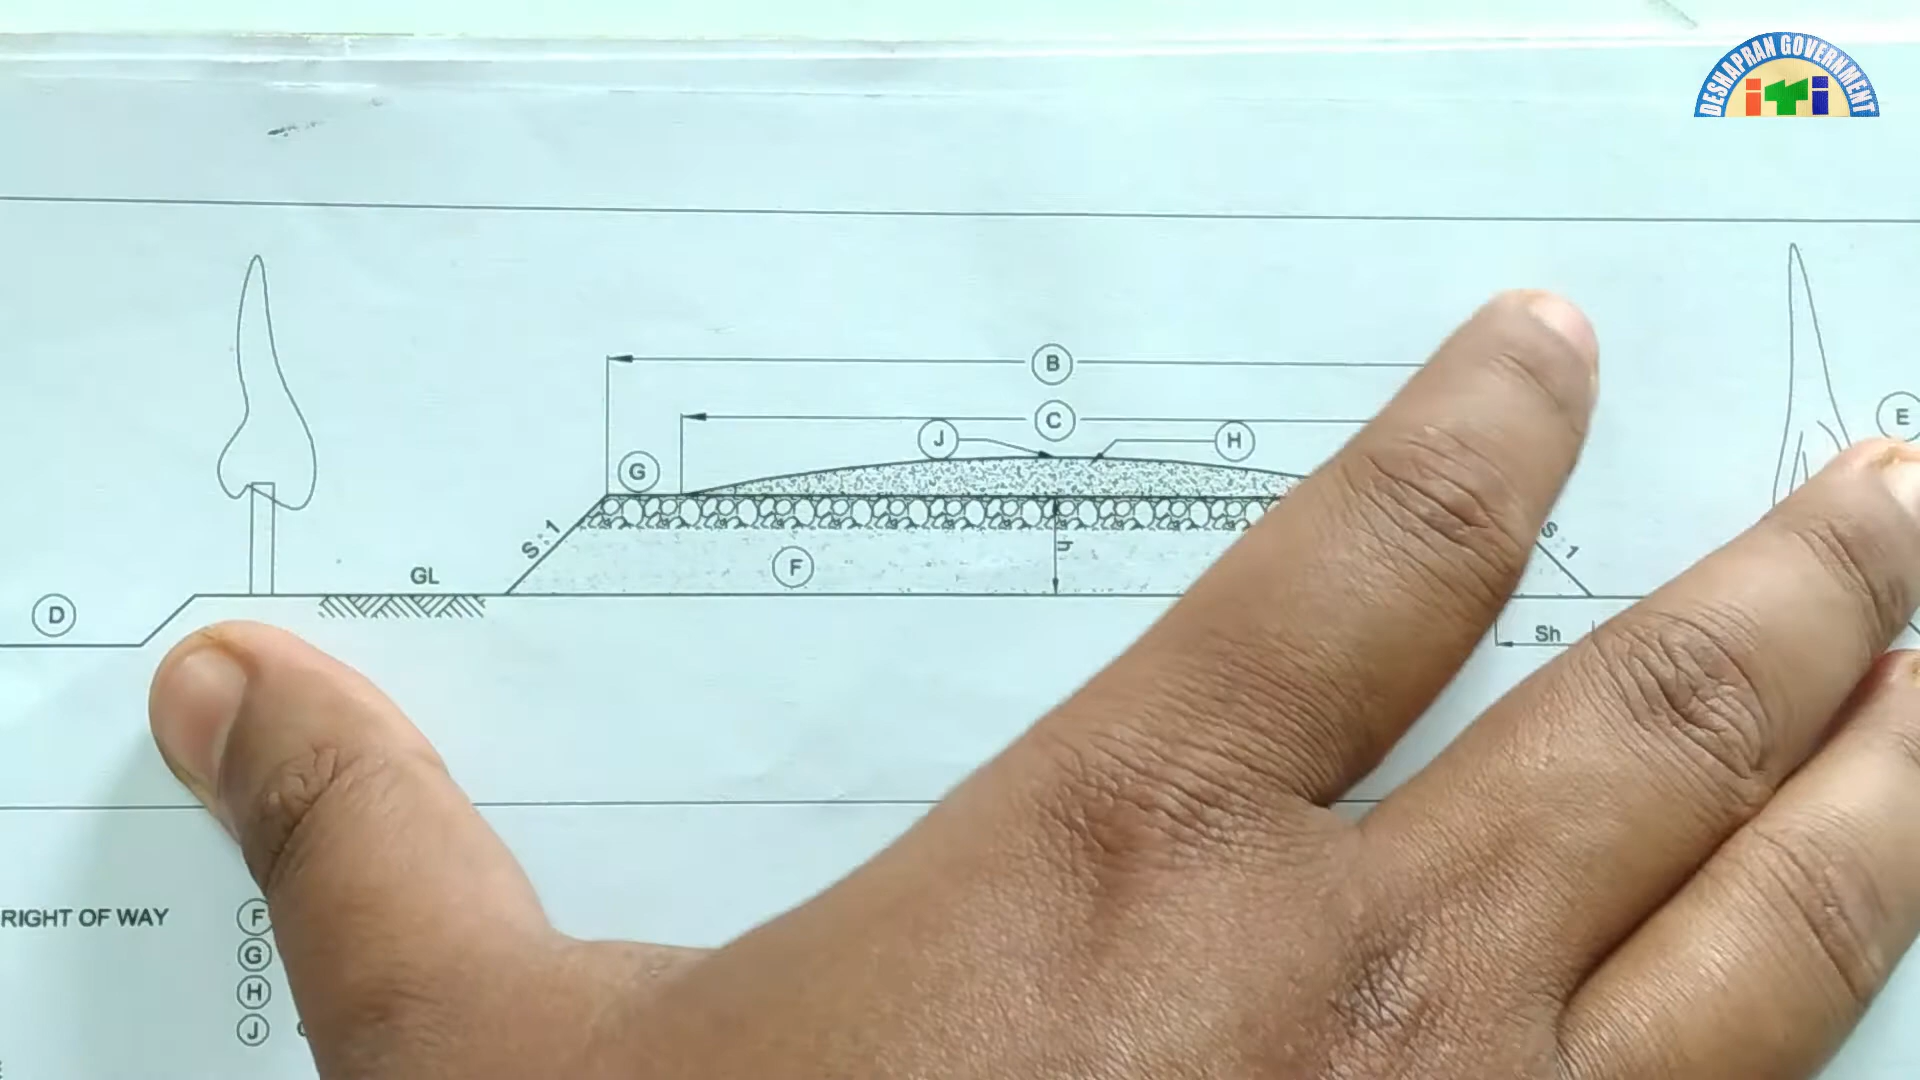 DESHAPRAN GOVERNMENT
iTi
B
C
E
J
H
G
S:1
S:1
h
F
GL
D
Sh
RIGHT OF WAY
F
G
H
J